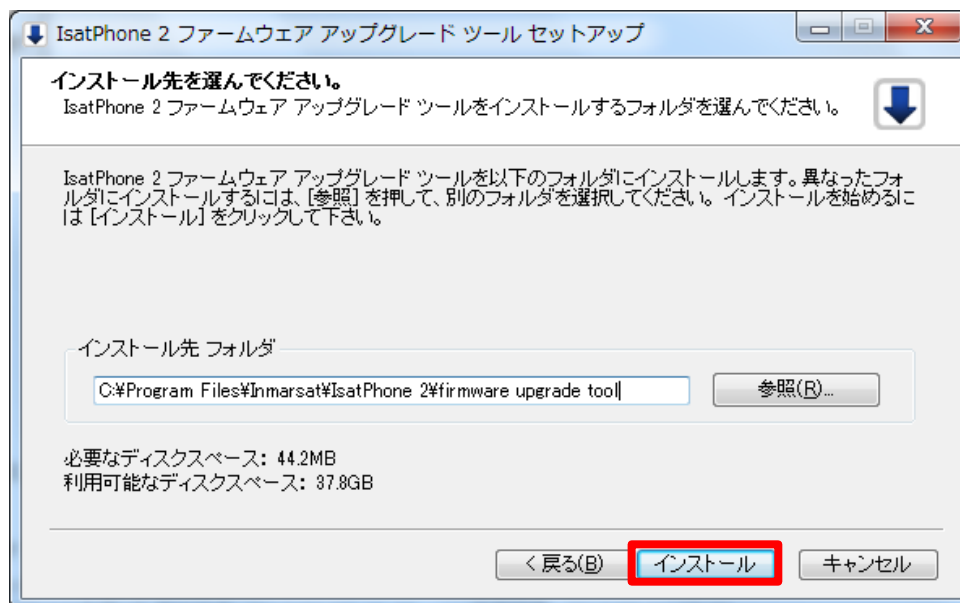 IsatPhone 2 ファームウェア アップグレード ツール セットアップ
インストール先を選んでください。
IsatPhone 2 ファームウェア アップグレード ツールをインストールするフォルダを選んでください。
IsatPhone 2 ファームウェア アップグレード ツールを以下のフォルダにインストールします。異なったフォ
ルダにインストールするには、[参照] を押して、別のフォルダを選択してください。 インストールを始めるに
は [インストール] をクリックして下さい。
インストール先 フォルダ
C:¥Program Files¥Inmarsat¥IsatPhone 2¥firmware upgrade tool
参照(R)...
必要なディスクスペース: 44.2MB
利用可能なディスクスペース: 37.8GB
< 戻る(B)
インストール
キャンセル